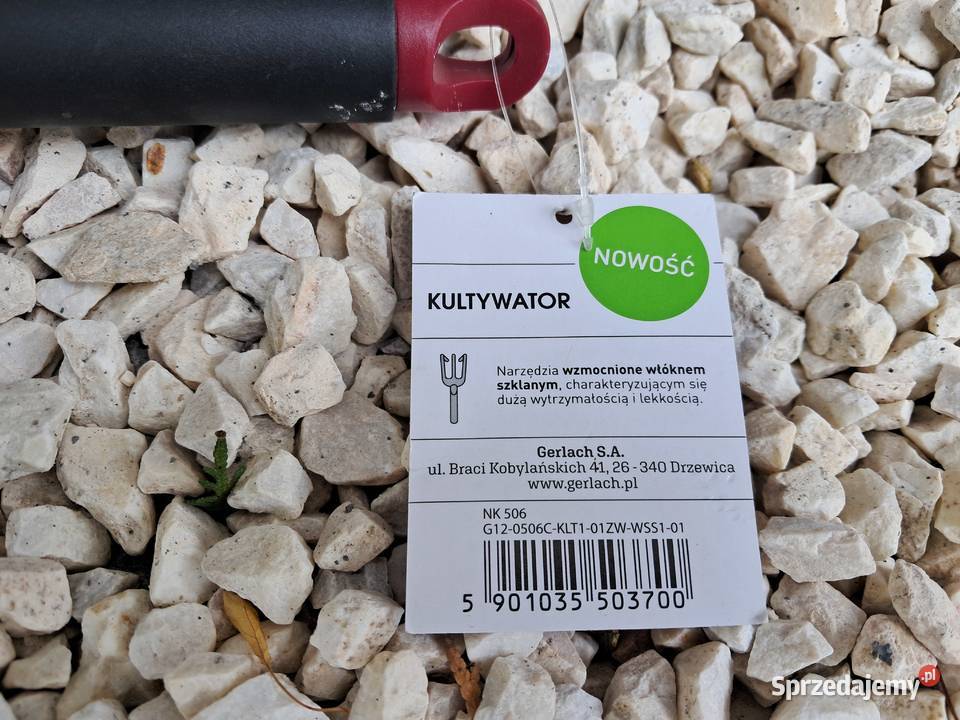 NOWOŚĆ
KULTYWATOR
Narzędzia wzmocnione włóknem
szklanym, charakteryzującym się
dużą wytrzymałością i lekkością.
Gerlach S.A.
ul. Braci Kobylańskich 41, 26 - 340 Drzewica
www.gerlach.pl
NK 506
G12-0506C-KLT1-01ZW-WSS1-01
5 901035 503700
Sprzedajemy.pl